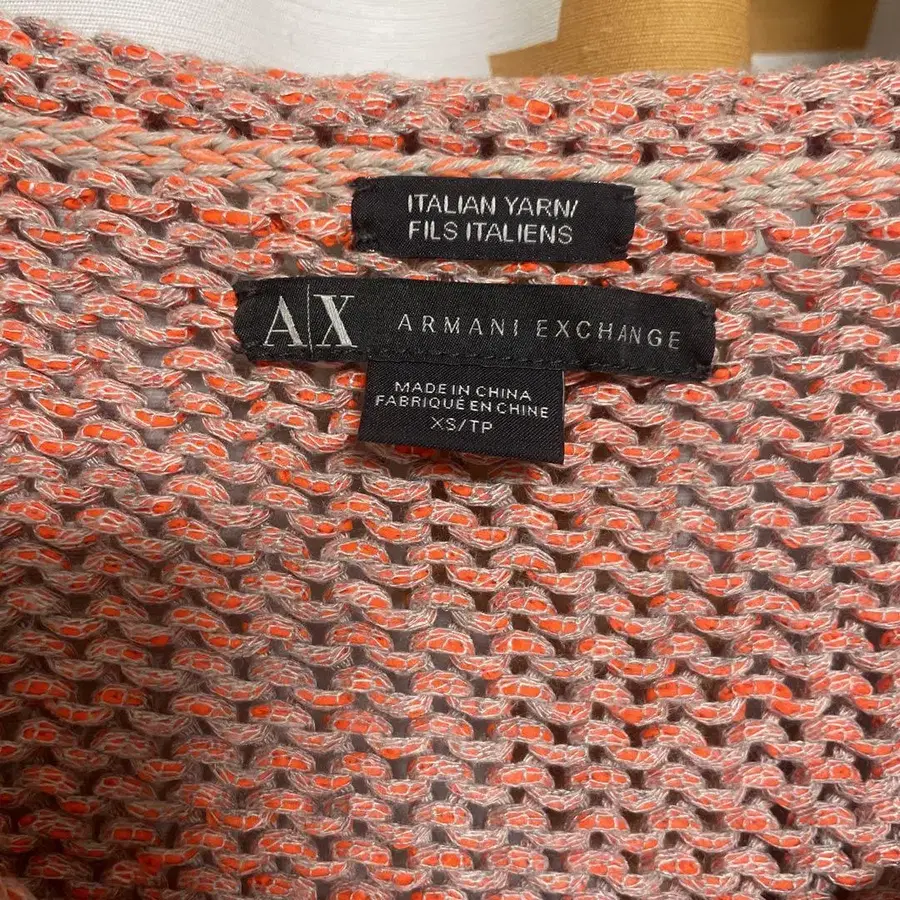 ITALIAN YARN/
FILS ITALIENS
A|X ARMANI EXCHANGE
MADE IN CHINA
FABRIQUÉ EN CHINE
XS/TP